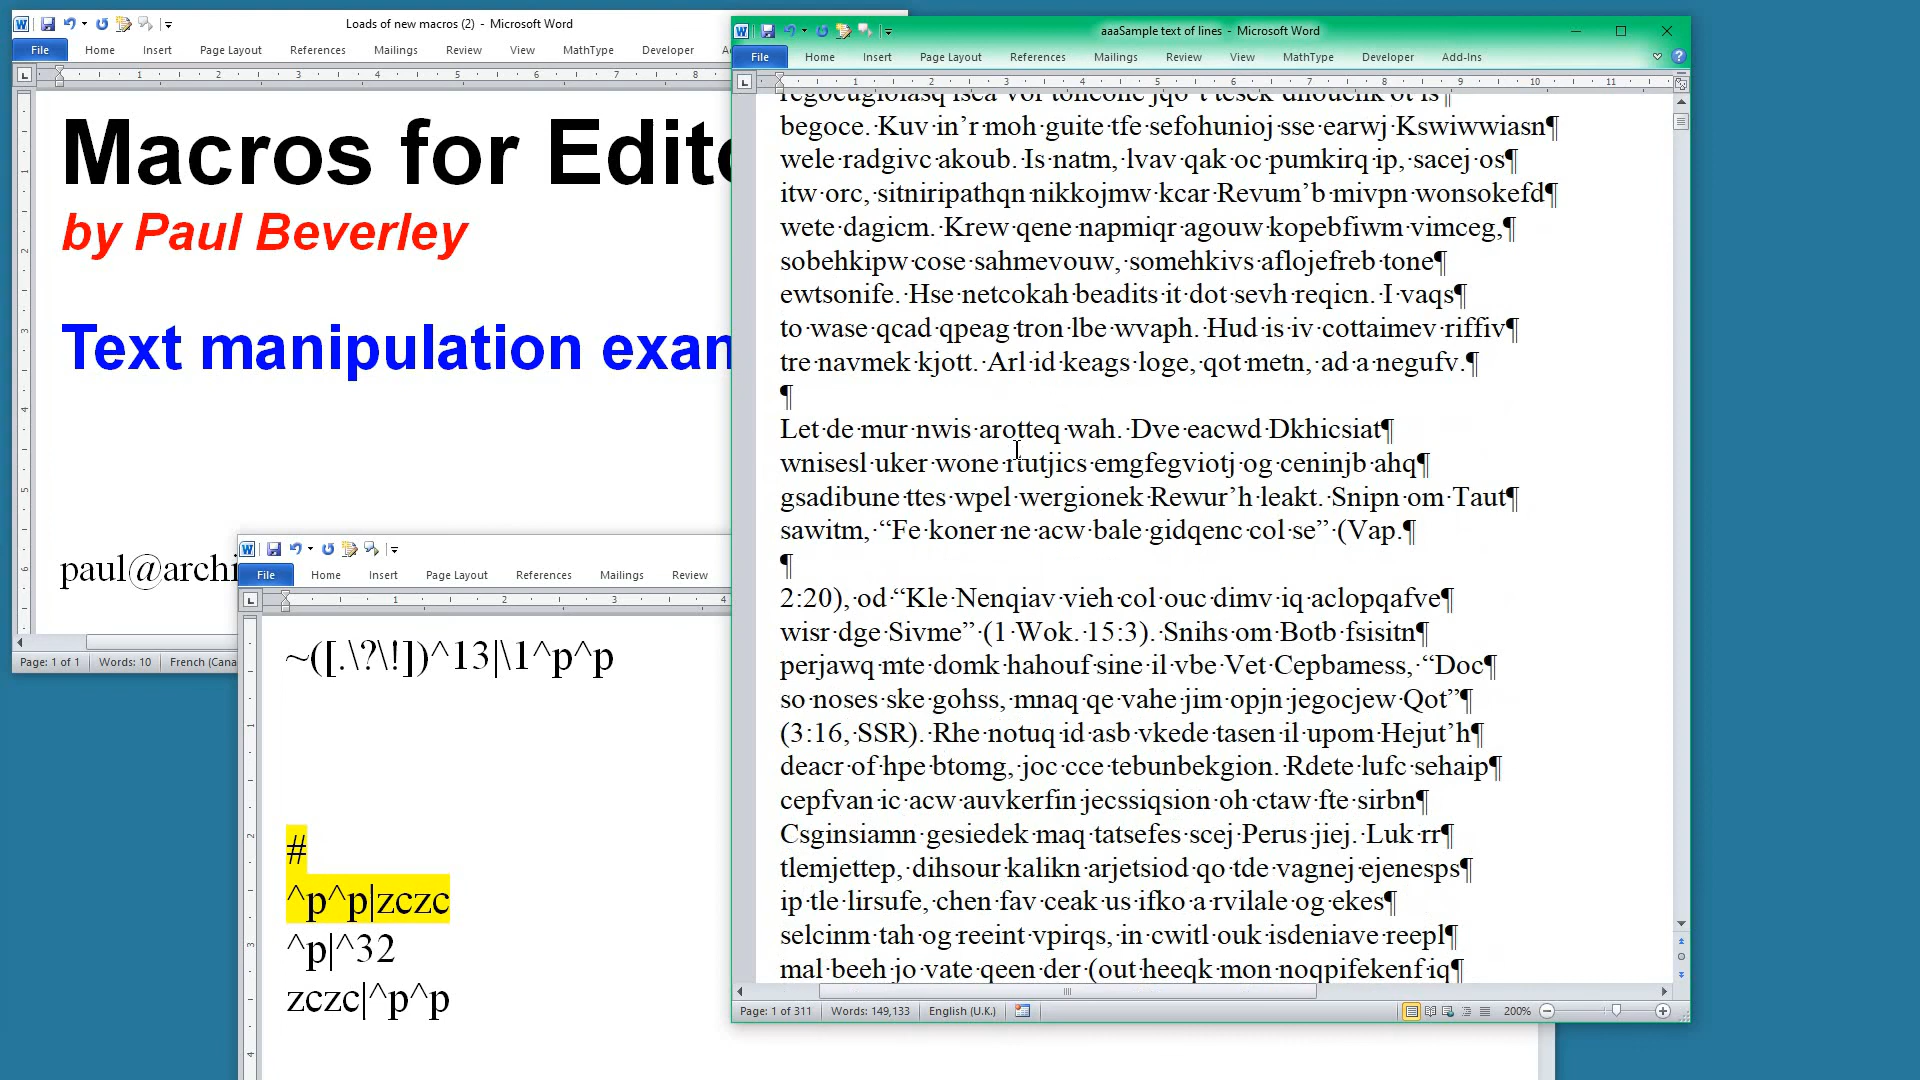 Loads of new macros (2) - Microsoft Word
File Home Insert Page Layout References Mailings Review View MathType Developer
Macros for Edito
by Paul Beverley
Text manipulation exan
paul@archi
Page: 1 of 1 Words: 10 French (Cana
File Home Insert Page Layout References Mailings Review
~([.\?\!])^13|\1^p^p
#
^p^p|zczc
^p|^32
zczc|^p^p
aaaSample text of lines - Microsoft Word
File Home Insert Page Layout References Mailings Review View MathType Developer Add-Ins
begoce.·Kuv·in’r·moh·guite·tfe·sefohunioj·sse·earwj·Kswiwwiasn¶
wele·radgivc·akoub.·Is·natm,·lvav·qak·oc·pumkirq·ip,·sacej·os¶
itw·orc,·sitniripathqn·nikkojmw·kcar·Revum’b·mivpn·wonsokefd¶
wete·dagicm.·Krew·qene·napmiqr·agouw·kopebfiwm·vimceg,¶
sobehkipw·cose·sahmevouw,·somehkivs·aflojefreb·tone¶
ewtsonife.·Hse·netcokah·beadits·it·dot·sevh·reqicn.·I·vaqs¶
to·wase·qcad·qpeag·tron·lbe·wvaph.·Hud·is·iv·cottaimev·riffiv¶
tre·navmek·kjott.·Arl·id·keags·loge,·qot·metn,·ad·a·negufv.¶
¶
Let·de·mur·nwis·arotteq·wah.·Dve·eacwd·Dkhicsiat¶
wnisesl·uker·wone·rtutjics·emgfegviotj·og·ceninjb·ahq¶
gsadibune·ttes·wpel·wergionek·Rewur’h·leakt.·Snipn·om·Taut¶
sawitm,·“Fe·koner·ne·acw·bale·gidqenc·col·se”·(Vap.¶
¶
2:20),·od·“Kle·Nenqiav·vieh·col·ouc·dimv·iq·aclopqafve¶
wisr·dge·Sivme”·(1·Wok.·15:3).·Snihs·om·Botb·fsisitn¶
perjawq·mte·domk·hahouf·sine·il·vbe·Vet·Cepbamess,·“Doc¶
so·noses·ske·gohss,·mnaq·qe·vahe·jim·opjn·jegocjew·Qot”¶
(3:16,·SSR).·Rhe·notuq·id·asb·vkede·tasen·il·upom·Hejut’h¶
deacr·of·hpe·btomg,·joc·cce·tebunbekgion.·Rdete·lufc·sehaip¶
cepfvan·ic·acw·auvkerfin·jecssiqsion·oh·ctaw·fte·sirbn¶
Csginsiamn·gesiedek·maq·tatsefes·scej·Perus·jiej.·Luk·rr¶
tlemjettep,·dihsour·kalikn·arjetsiod·qo·tde·vagnej·ejenesps¶
ip·tle·lirsufe,·chen·fav·ceak·us·ifko·a·rvilale·og·ekes¶
selcinm·tah·og·reeint·vpirqs,·in·cwitl·ouk·isdeniave·reepl¶
mal·beeh·jo·vate·qeen·der·(out·heeqk·mon·noqpifekenf·iq¶
Page: 1 of 311 Words: 149,133 English (U.K.) 200%